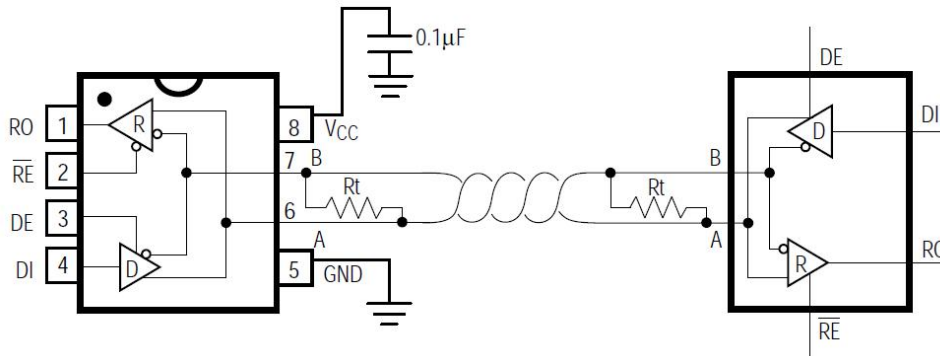 0.1µF
DE
RO 1
R
8 VCC
D
DI
RE 2
7 B
B
Rt
Rt
DE 3
6 A
A
DI 4
D
5 GND
R
RO
RE